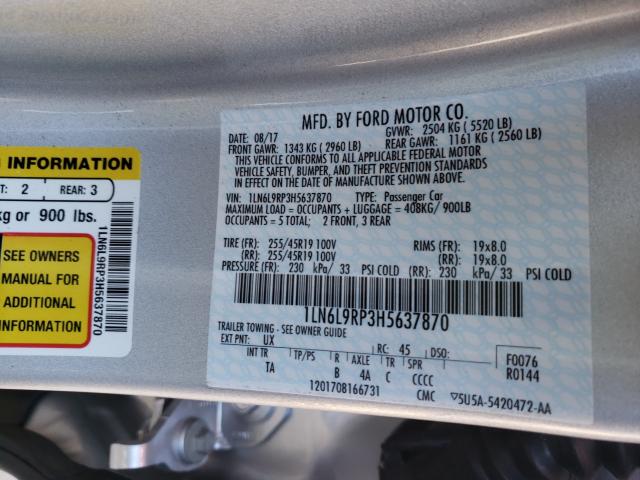 INFORMATION
2
REAR: 3
kg or 900 lbs.
SEE OWNERS
MANUAL FOR
ADDITIONAL
INFORMATION
1LN6L9RP3H5637870
MFD. BY FORD MOTOR CO.
DATE: 08/17 GVWR: 2504 KG ( 5520 LB)
FRONT GAWR: 1343 KG ( 2960 LB) REAR GAWR: 1161 KG ( 2560 LB)
THIS VEHICLE CONFORMS TO ALL APPLICABLE FEDERAL MOTOR
VEHICLE SAFETY, BUMPER, AND THEFT PREVENTION STANDARDS
IN EFFECT ON THE DATE OF MANUFACTURE SHOWN ABOVE.
VIN: 1LN6L9RP3H5637870 TYPE: Passenger Car
MAXIMUM LOAD = OCCUPANTS + LUGGAGE = 408KG/ 900LB
OCCUPANTS = 5 TOTAL; 2 FRONT, 3 REAR
TIRE (FR): 255/45R19 100V RIMS (FR): 19x8.0
(RR): 255/45R19 100V (RR): 19x8.0
PRESSURE (FR): 230 kPa/ 33 PSI COLD (RR): 230 kPa/ 33 PSI COLD
1LN6L9RP3H5637870
TRAILER TOWING - SEE OWNER GUIDE
EXT PNT: UX RC: 45 DSO: F0076
INT TR TP/PS R AXLE TR SPR R0144
TA B 4A C CCCC
1201708166731 CMC ▽5U5A-5420472-AA